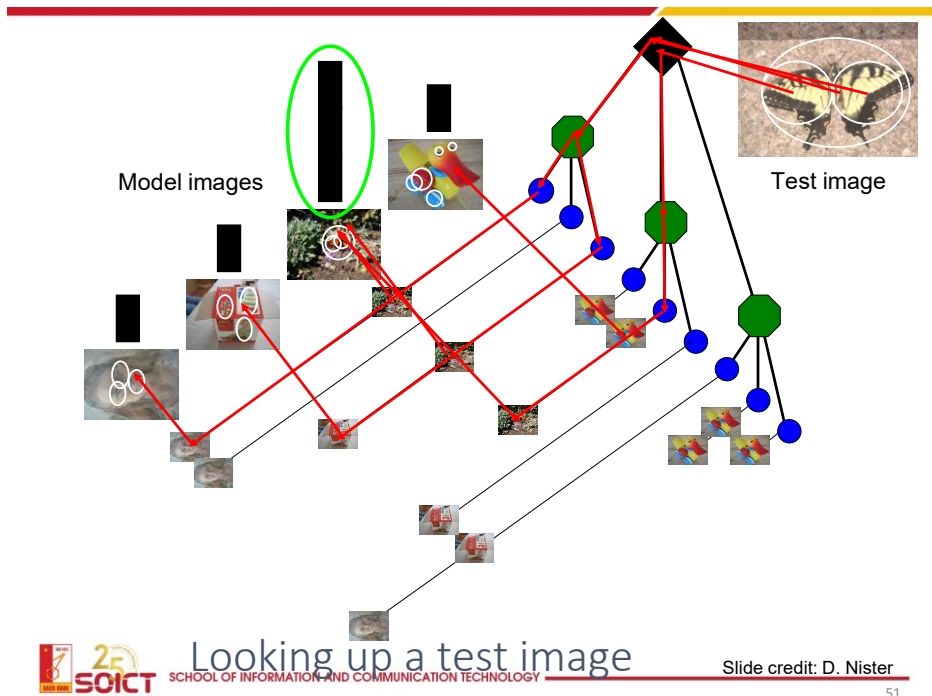 Model images
Test image
Looking up a test image
25
SOICT
SCHOOL OF INFORMATION AND COMMUNICATION TECHNOLOGY
Slide credit: D. Nister
51